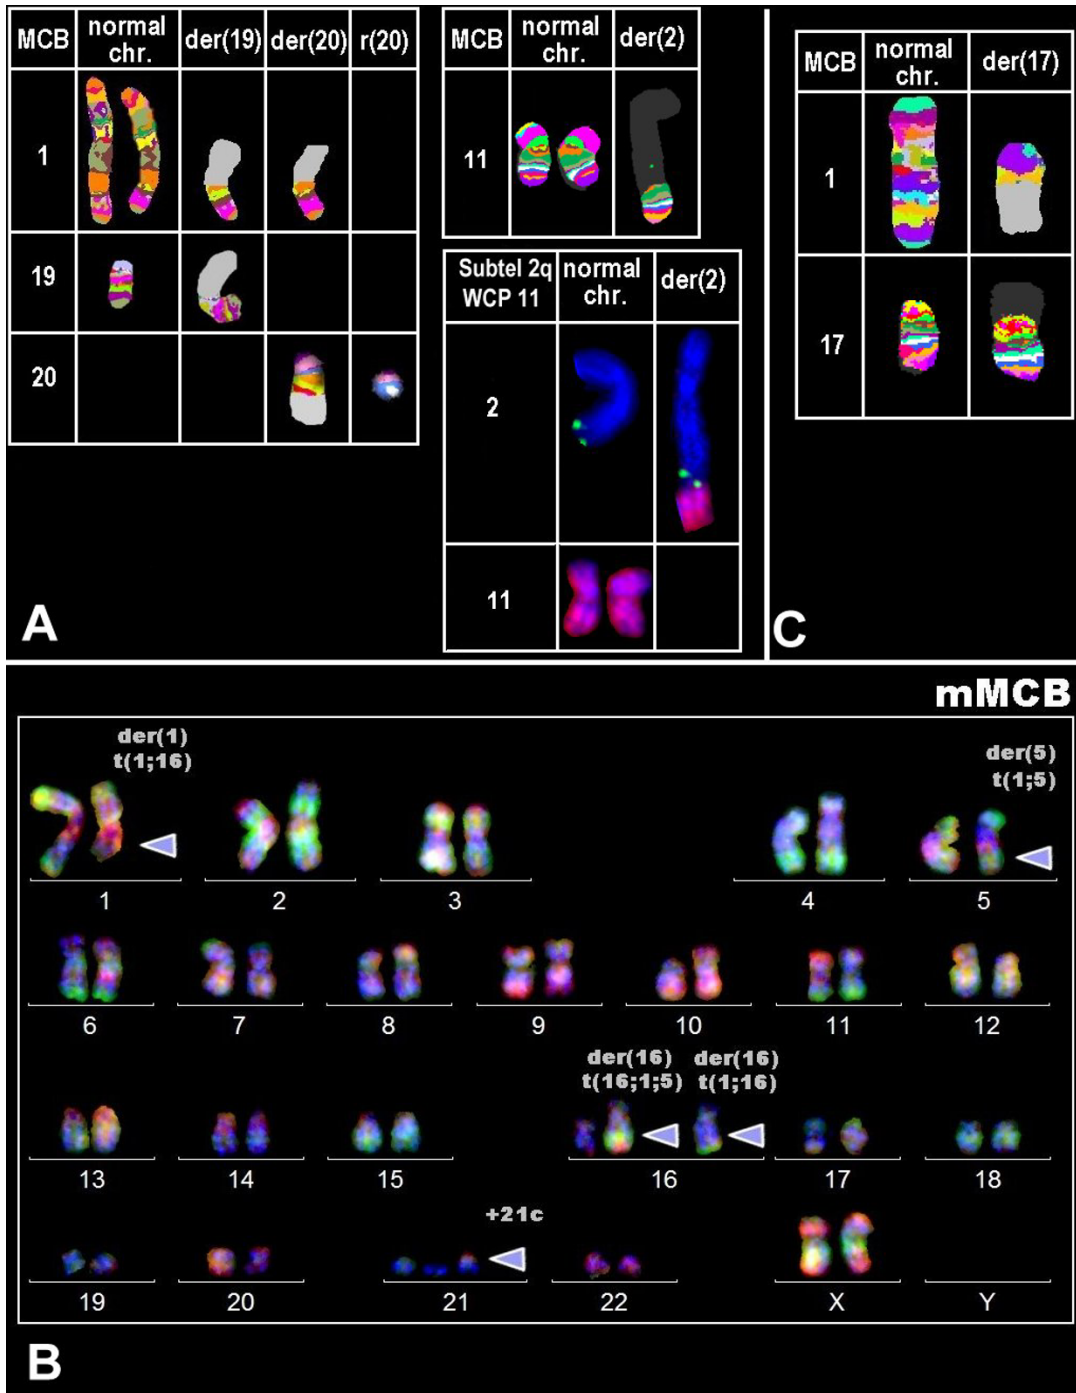 MCB normal chr. der(19) der(20) r(20)
1
19
20
MCB normal chr. der(2)
11
Subtel 2q WCP 11 normal chr. der(2)
2
11
A
MCB normal chr. der(17)
1
17
C
mMCB
der(1)
t(1;16)
der(5)
t(1;5)
1 2 3 4 5
6 7 8 9 10 11 12
der(16) der(16)
t(16;1;5) t(1;16)
13 14 15 16 17 18
+21c
19 20 21 22 X Y
B